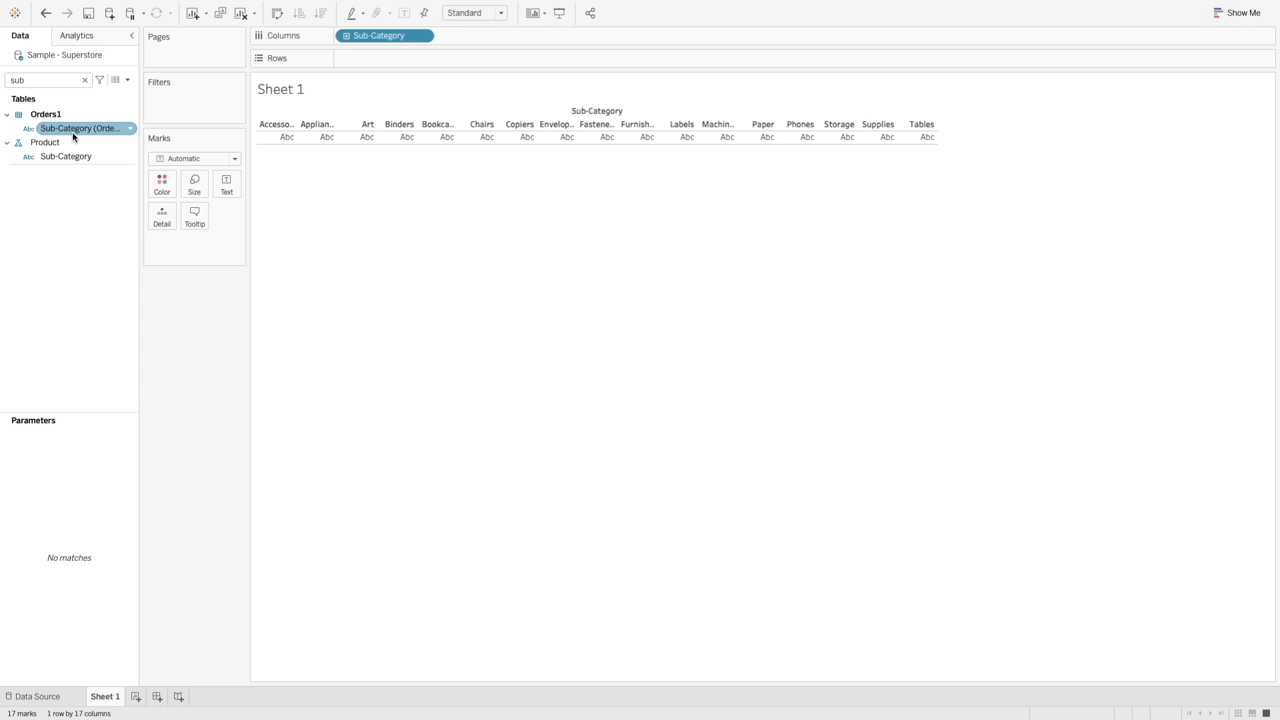 Standard
Show Me
Data
Analytics
Pages
Columns
Sub-Category
Sample - Superstore
Rows
sub
Filters
Sheet 1
Tables
Orders1
Abc
Sub-Category (Orde...
Product
Abc
Sub-Category
Marks
Automatic
Color
Size
Text
Detail
Tooltip
Sub-Category
Accesso.. Applian.. Art Binders Bookca.. Chairs Copiers Envelop.. Fastene.. Furnish.. Labels Machin.. Paper Phones Storage Supplies Tables
Abc Abc Abc Abc Abc Abc Abc Abc Abc Abc Abc Abc Abc Abc Abc Abc Abc
Parameters
No matches
Data Source
Sheet 1
17 marks
1 row by 17 columns